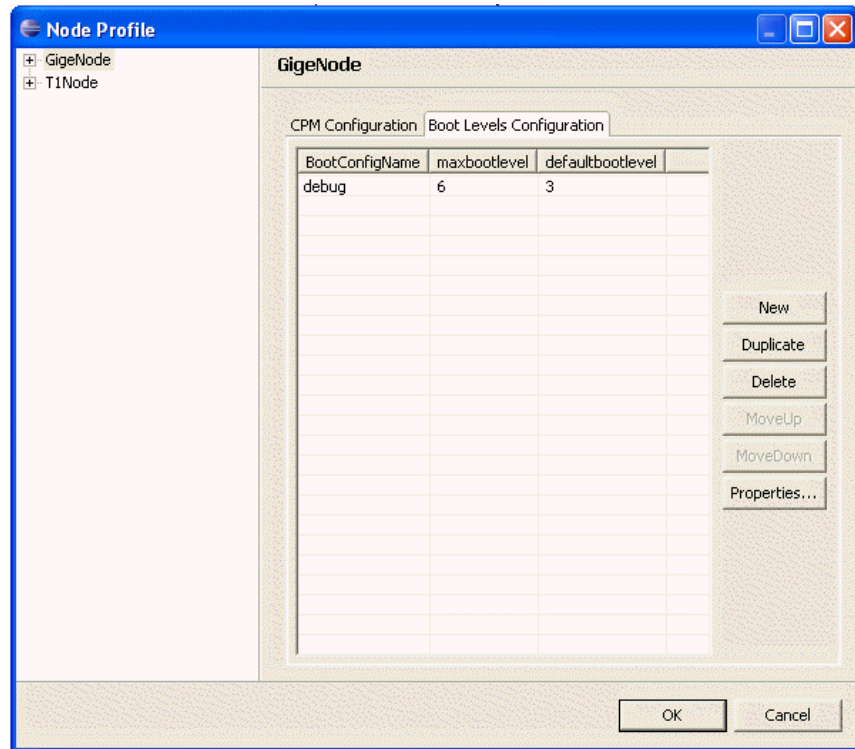 Node Profile
GigeNode
T1Node
GigeNode
CPM Configuration Boot Levels Configuration
BootConfigName maxbootlevel defaultbootlevel
debug 6 3
New
Duplicate
Delete
MoveUp
MoveDown
Properties...
OK Cancel